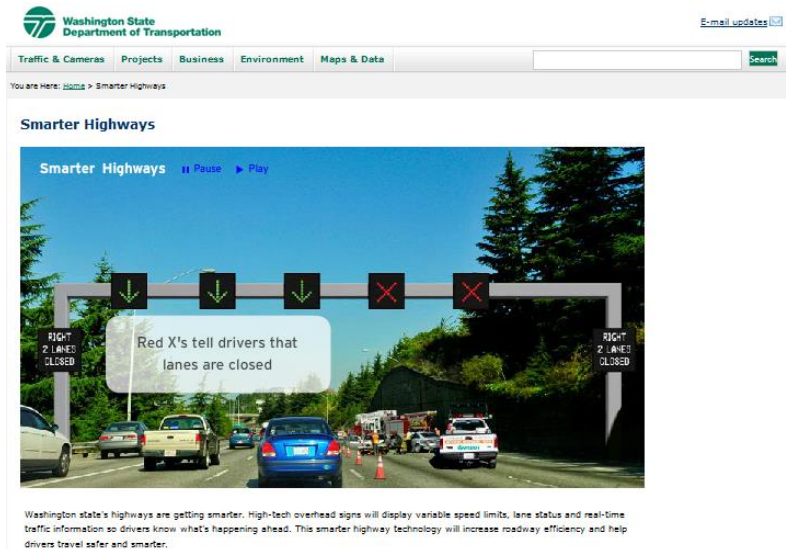 Washington State
Department of Transportation
E-mail updates
Traffic & Cameras Projects Business Environment Maps & Data
Search
You are Here: Home > Smarter Highways
Smarter Highways
Smarter Highways Pause Play
RIGHT
2 LANES
CLOSED
Red X's tell drivers that
lanes are closed
RIGHT
2 LANES
CLOSED
Washington state's highways are getting smarter. High-tech overhead signs will display variable speed limits, lane status and real-time
traffic information so drivers know what's happening ahead. This smarter highway technology will increase roadway efficiency and help
drivers travel safer and smarter.